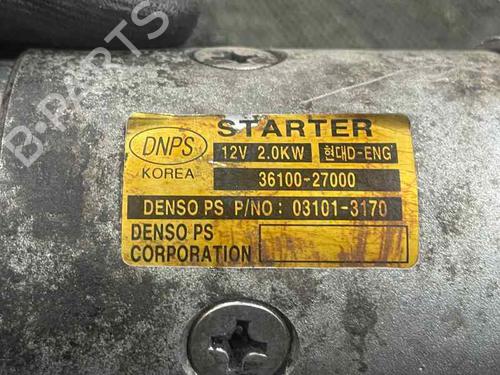 B-PARTS
STARTER
DNPS
12V 2.0KW 현대D-ENG
KOREA
36100-27000
DENSO PS P/NO : 03101-3170
DENSO PS
CORPORATION